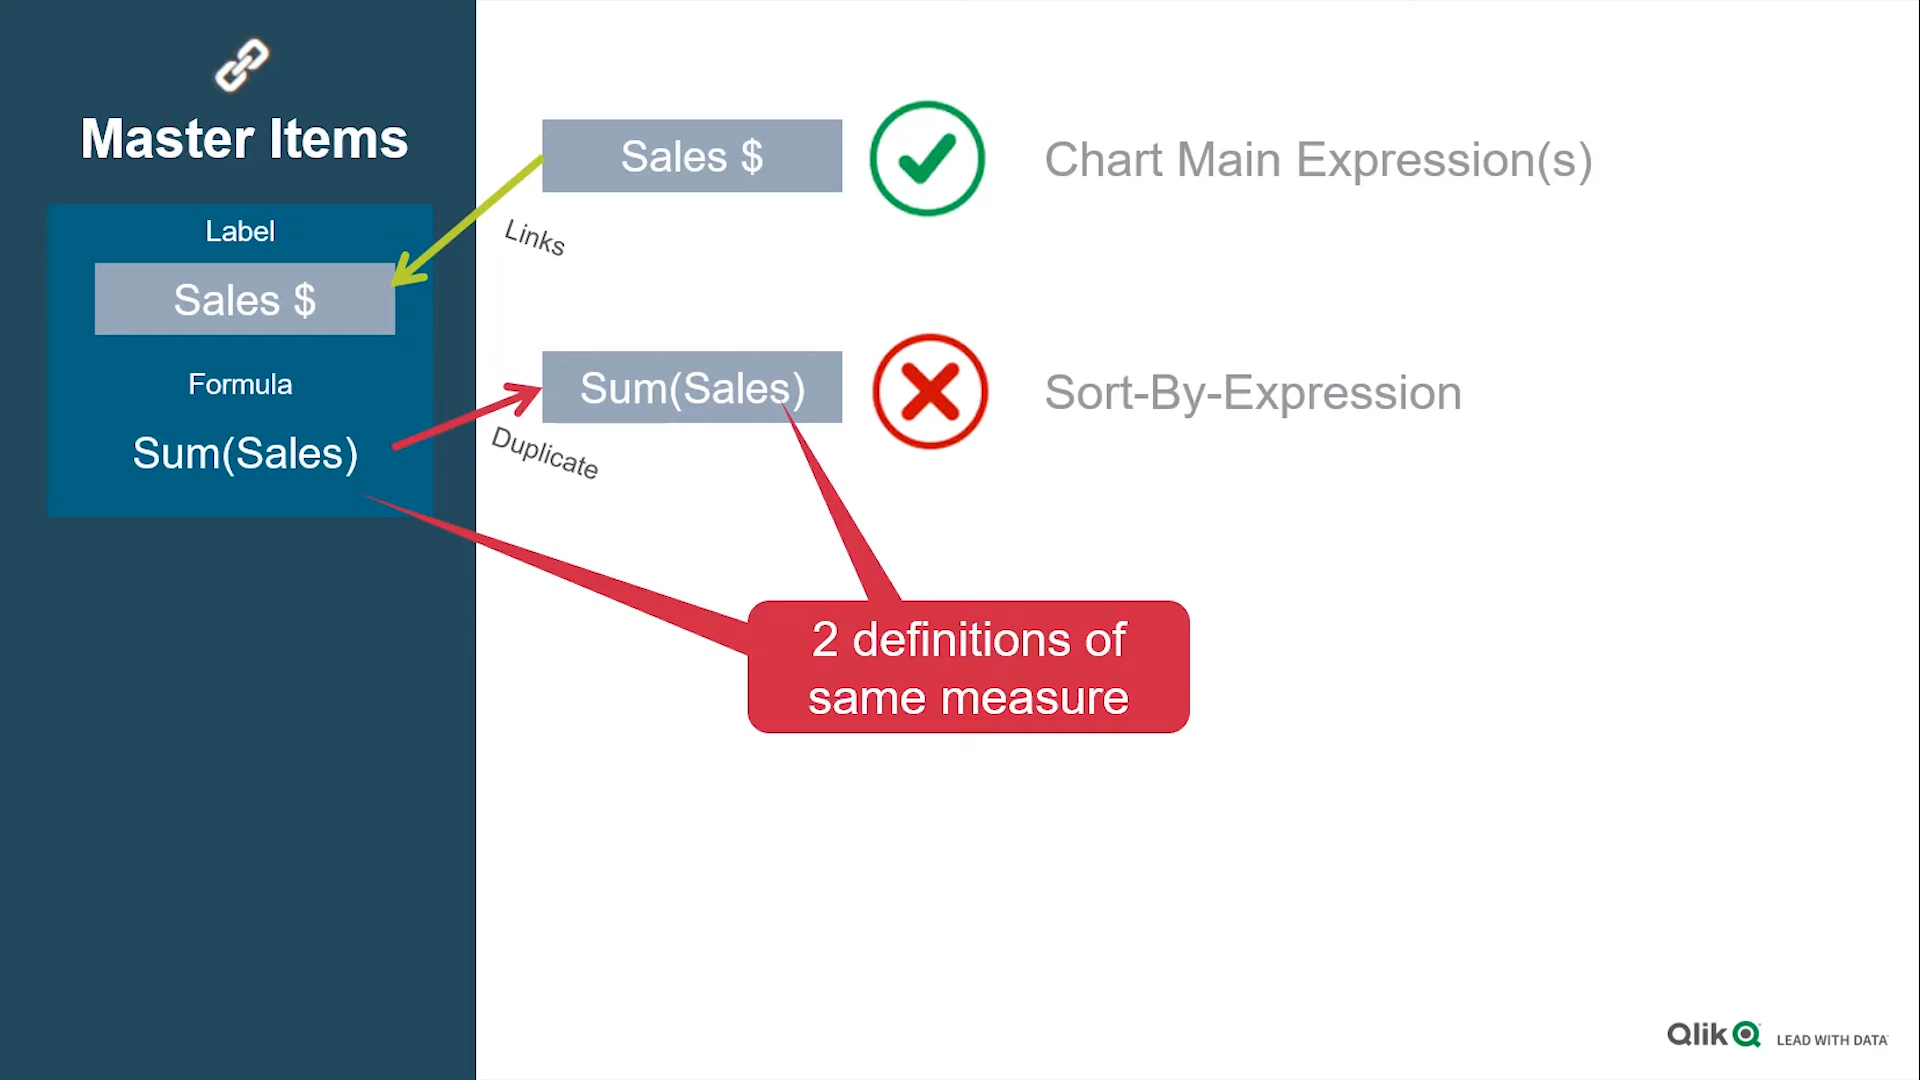 Master Items
Label
Sales $
Formula
Sum(Sales)
Sales $
Chart Main Expression(s)
Links
Sum(Sales)
Sort-By-Expression
Duplicate
2 definitions of
same measure
Qlik
LEAD WITH DATA